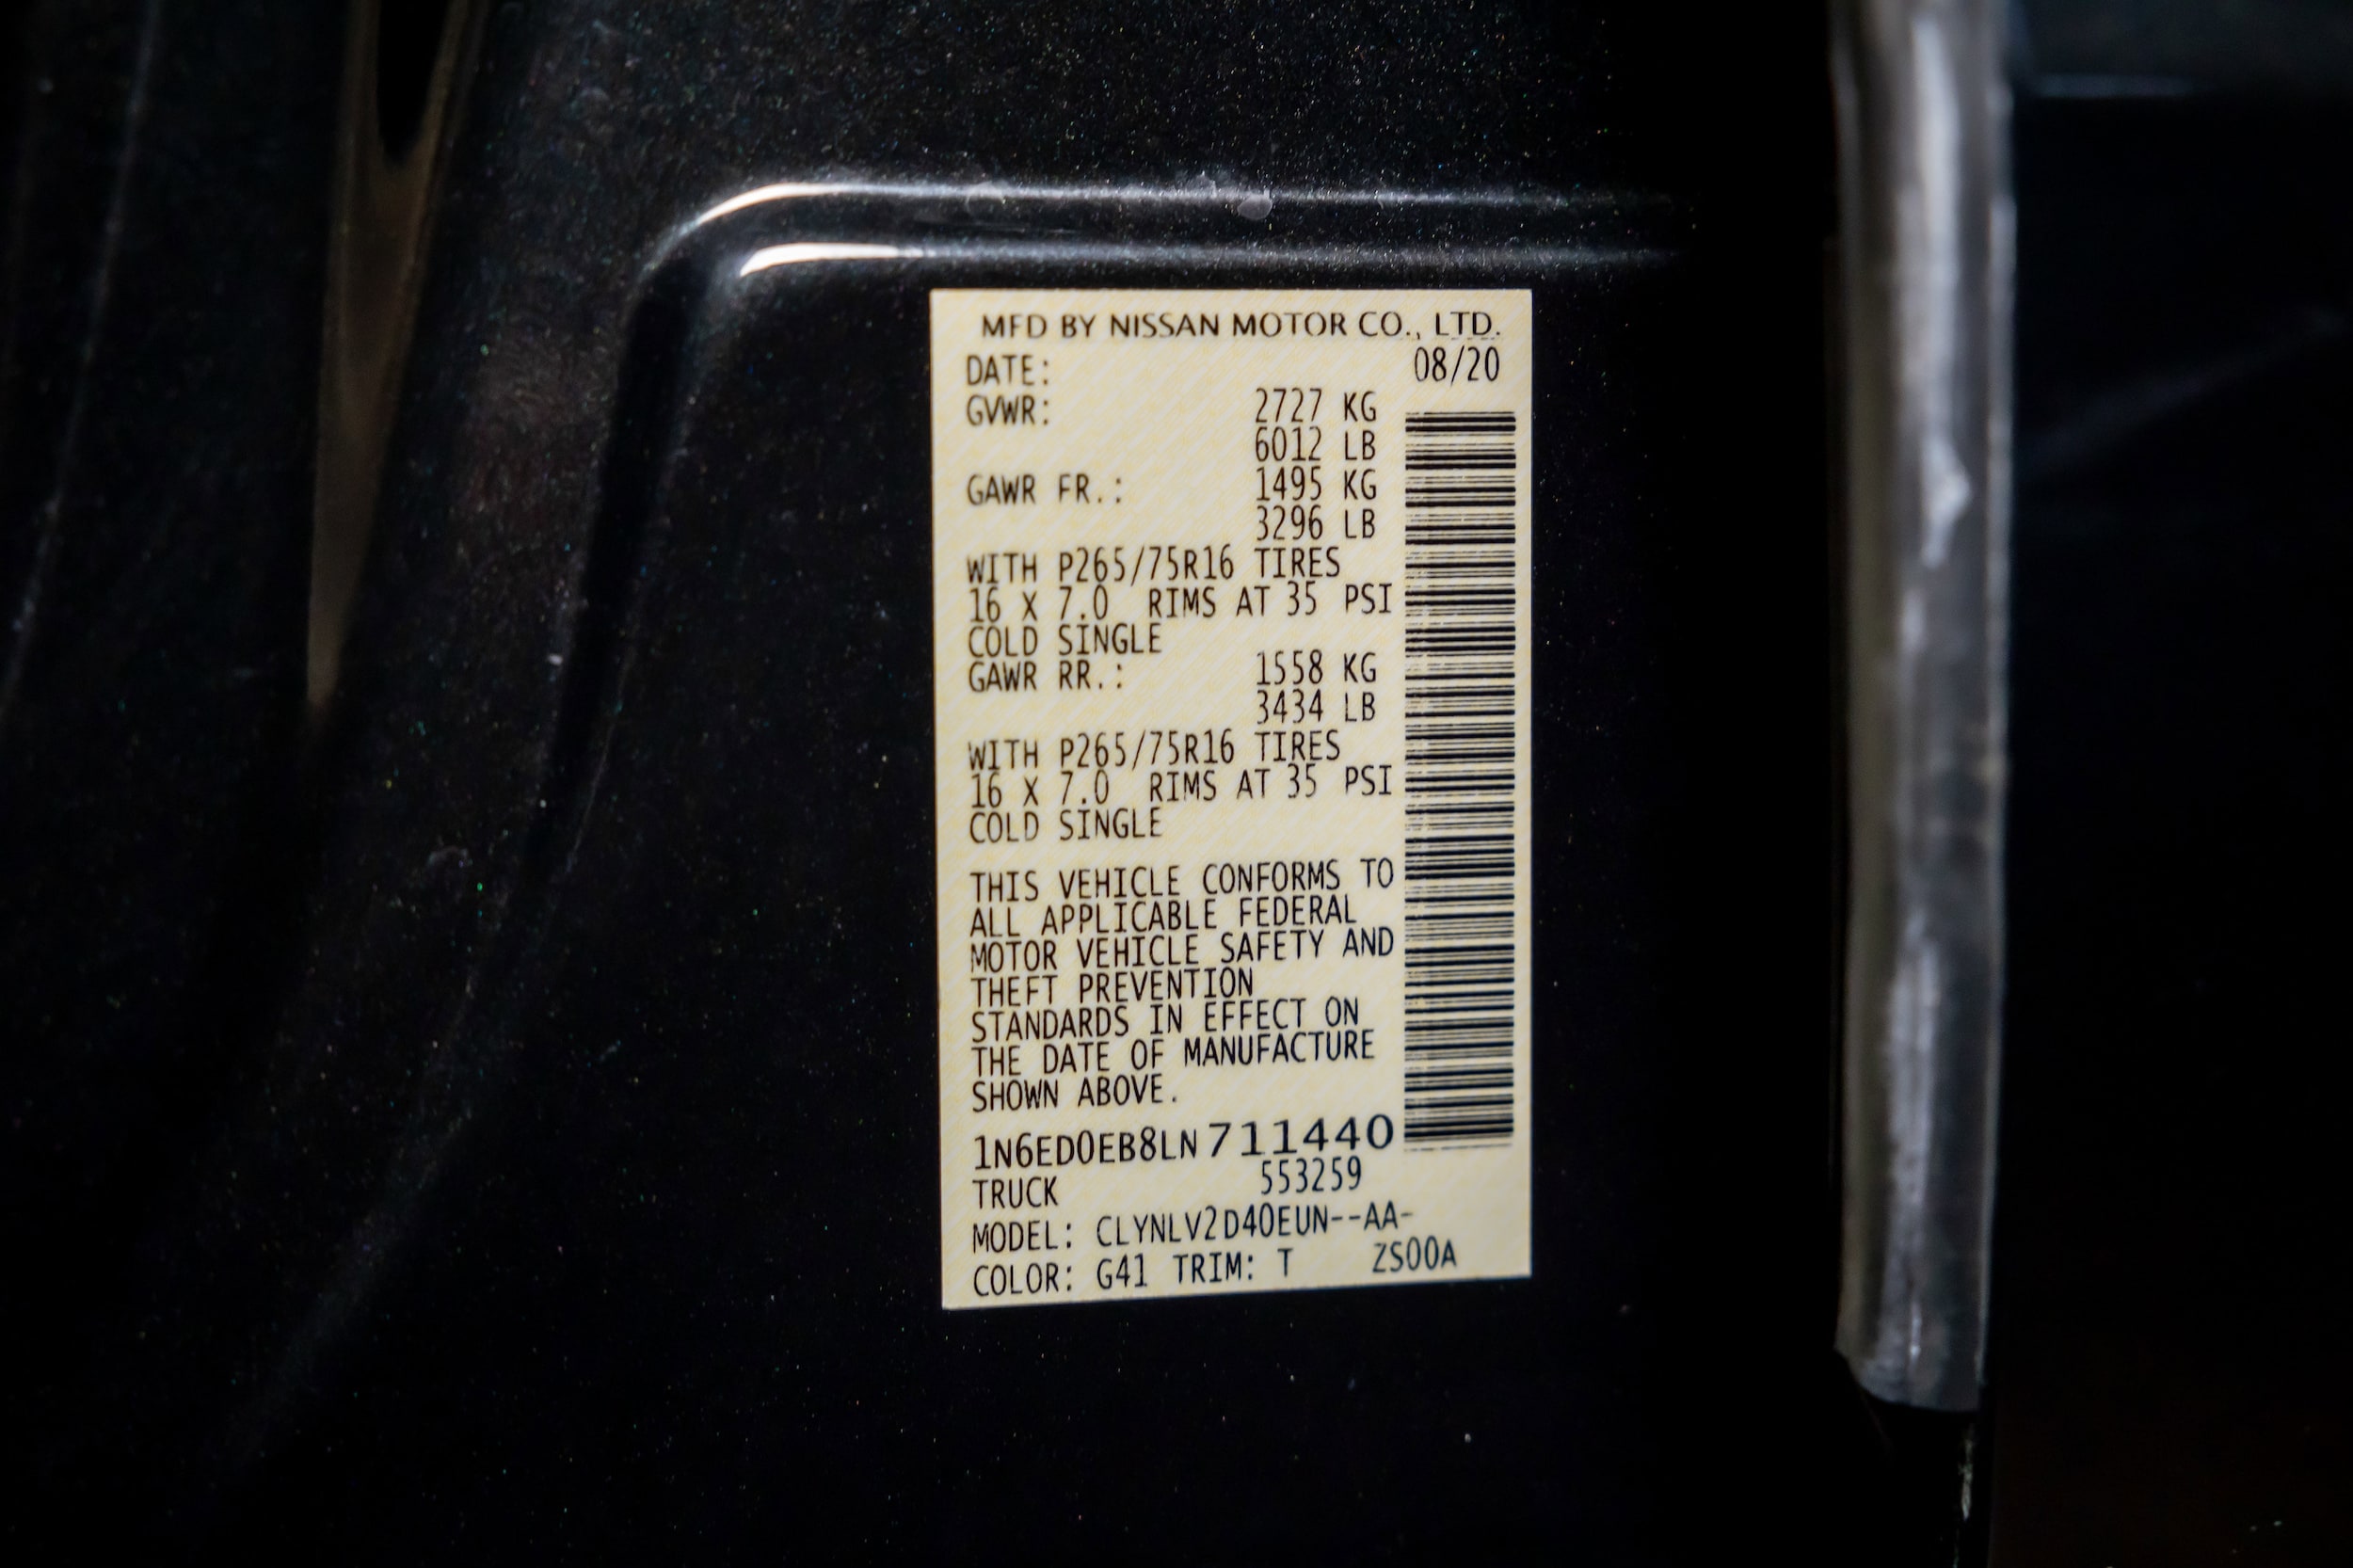 MFD BY NISSAN MOTOR CO., LTD.
DATE: 08/20
GVWR: 2727 KG
6012 LB
GAWR FR.: 1495 KG
3296 LB
WITH P265/75R16 TIRES
16 X 7.0 RIMS AT 35 PSI
COLD SINGLE
GAWR RR.: 1558 KG
3434 LB
WITH P265/75R16 TIRES
16 X 7.0 RIMS AT 35 PSI
COLD SINGLE
THIS VEHICLE CONFORMS TO
ALL APPLICABLE FEDERAL
MOTOR VEHICLE SAFETY AND
THEFT PREVENTION
STANDARDS IN EFFECT ON
THE DATE OF MANUFACTURE
SHOWN ABOVE.
1N6ED0EB8LN711440
TRUCK 553259
MODEL: CLYNLV2D40EUN--AA-
COLOR: G41 TRIM: T ZS00A